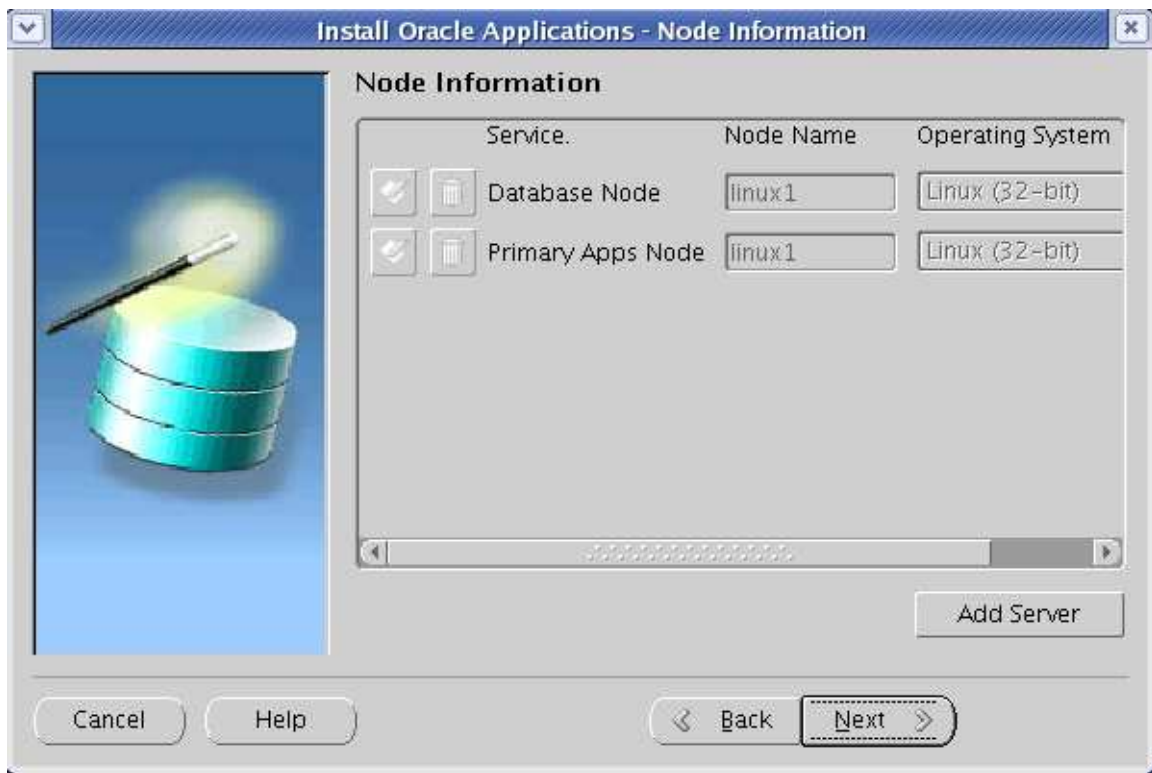 Install Oracle Applications - Node Information
Node Information
Service. Node Name Operating System
Database Node linux1 Linux (32-bit)
Primary Apps Node linux1 Linux (32-bit)
Add Server
Cancel Help Back Next